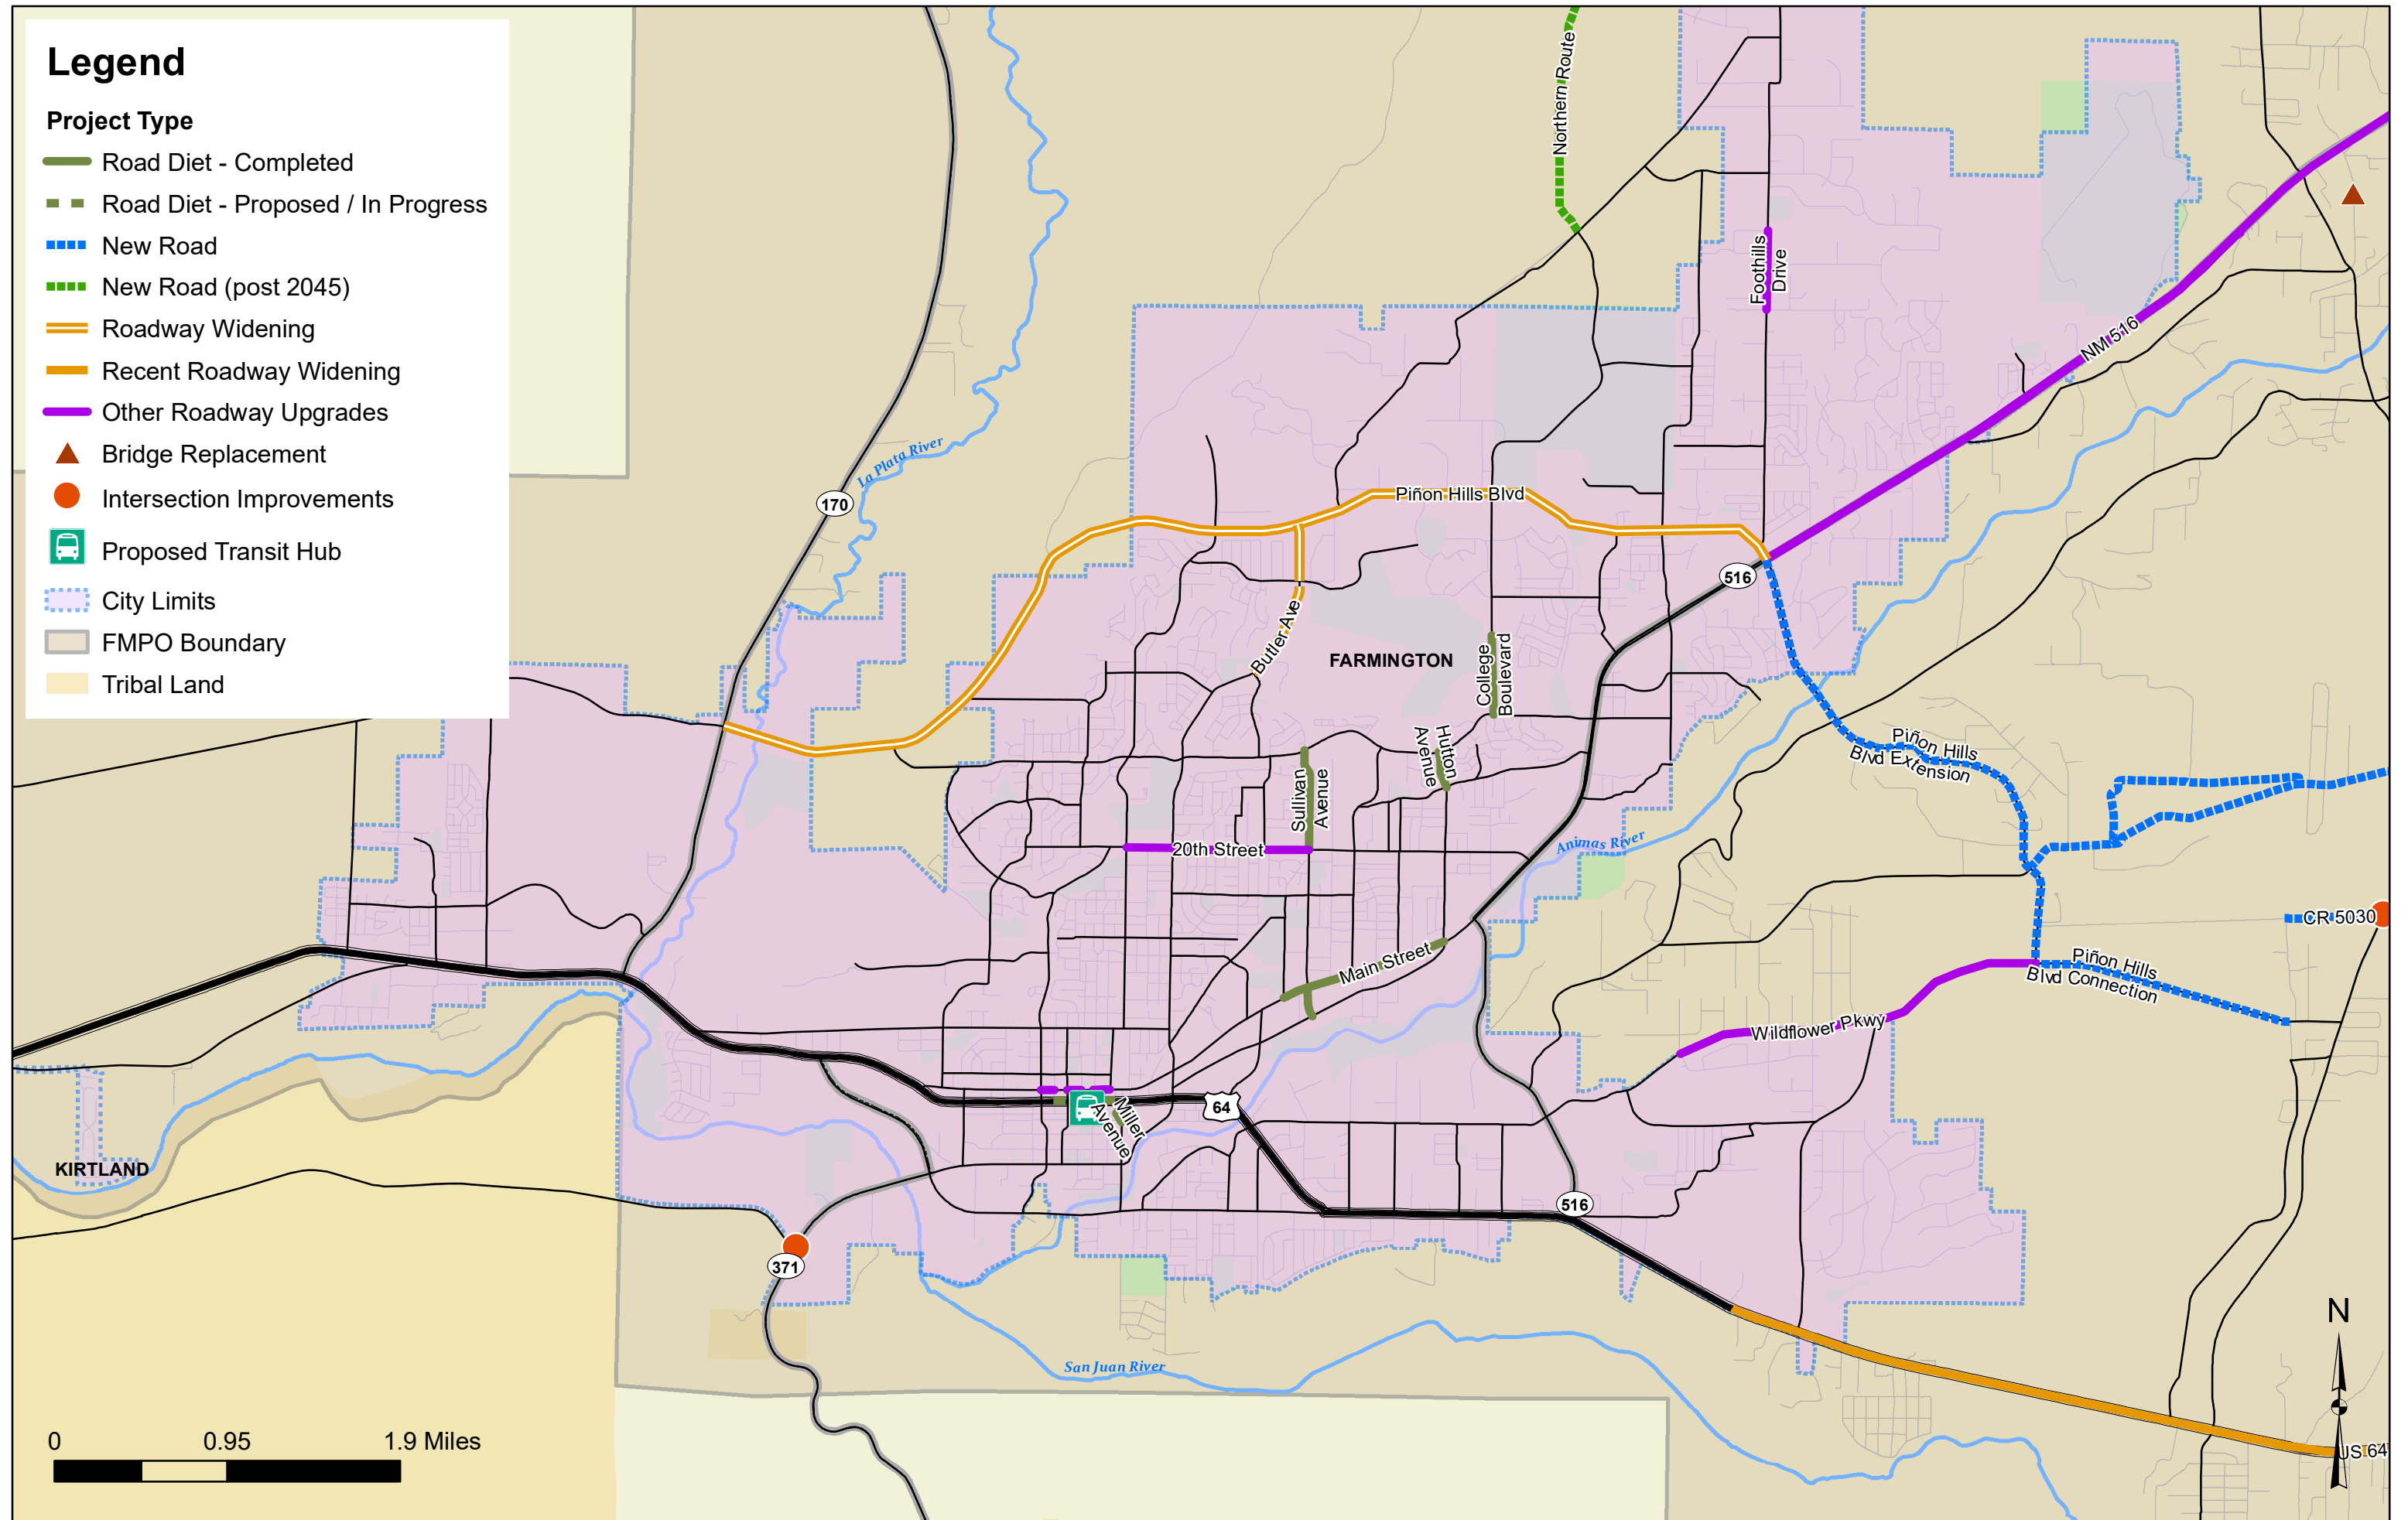 Legend
Project Type
Road Diet - Completed
Road Diet - Proposed / In Progress
New Road
New Road (post 2045)
Roadway Widening
Recent Roadway Widening
Other Roadway Upgrades
Bridge Replacement
Intersection Improvements
Proposed Transit Hub
City Limits
FMPO Boundary
Tribal Land
Northern Route
Foothills
Drive
NM 516
La Plata River
170
Piñon Hills Blvd
516
Butler Ave
FARMINGTON
College
Boulevard
Hutton
Avenue
Piñon Hills
Blvd Extension
Sullivan
Avenue
20th Street
Animas River
CR 5030
Main Street
Piñon Hills
Blvd Connection
Wildflower Pkwy
64
Miller
Avenue
KIRTLAND
516
371
San Juan River
N
US 64
0 0.95 1.9 Miles